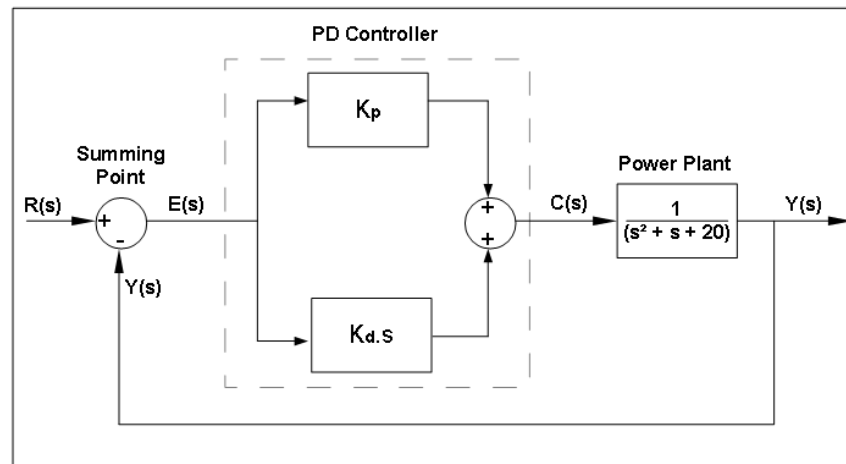 PD Controller
Kp
Summing
Point
Power Plant
R(s)
+
-
E(s)
+
+
C(s)
1
(s² + s + 20)
Y(s)
Y(s)
Kd.s